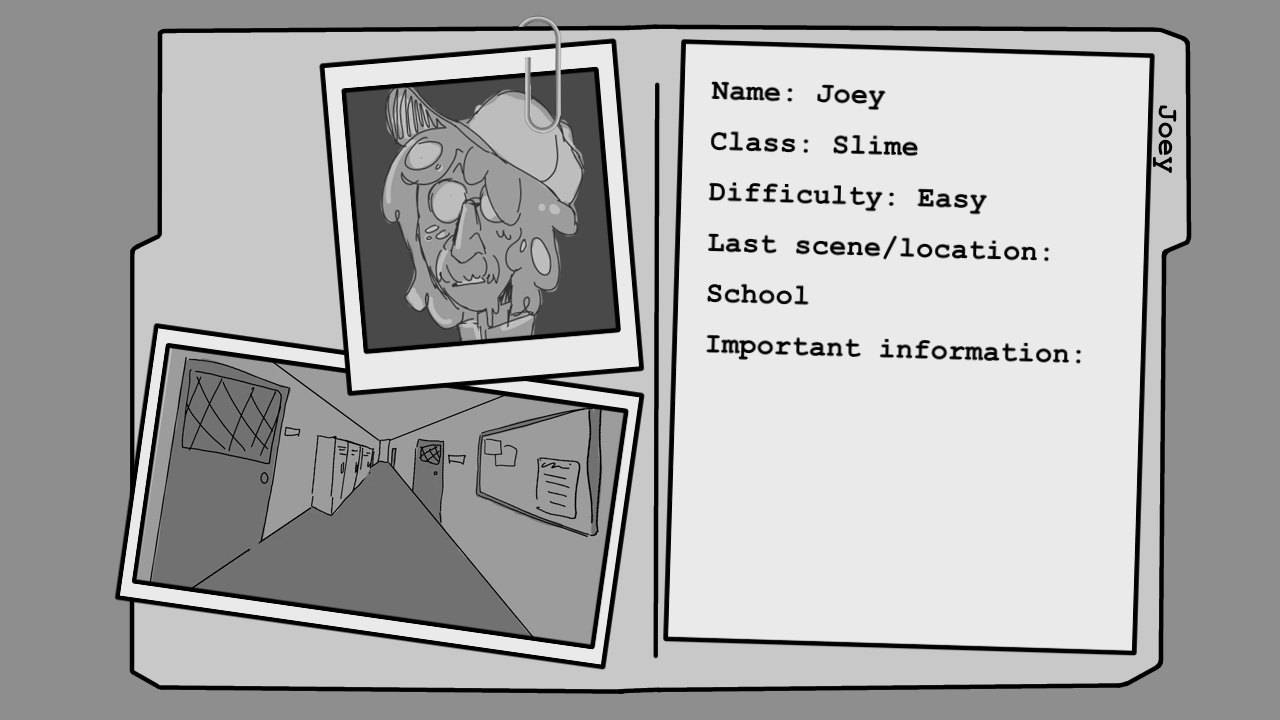 Name: Joey
Class: Slime
Difficulty: Easy
Last scene/location:
School
Important information:
Joey